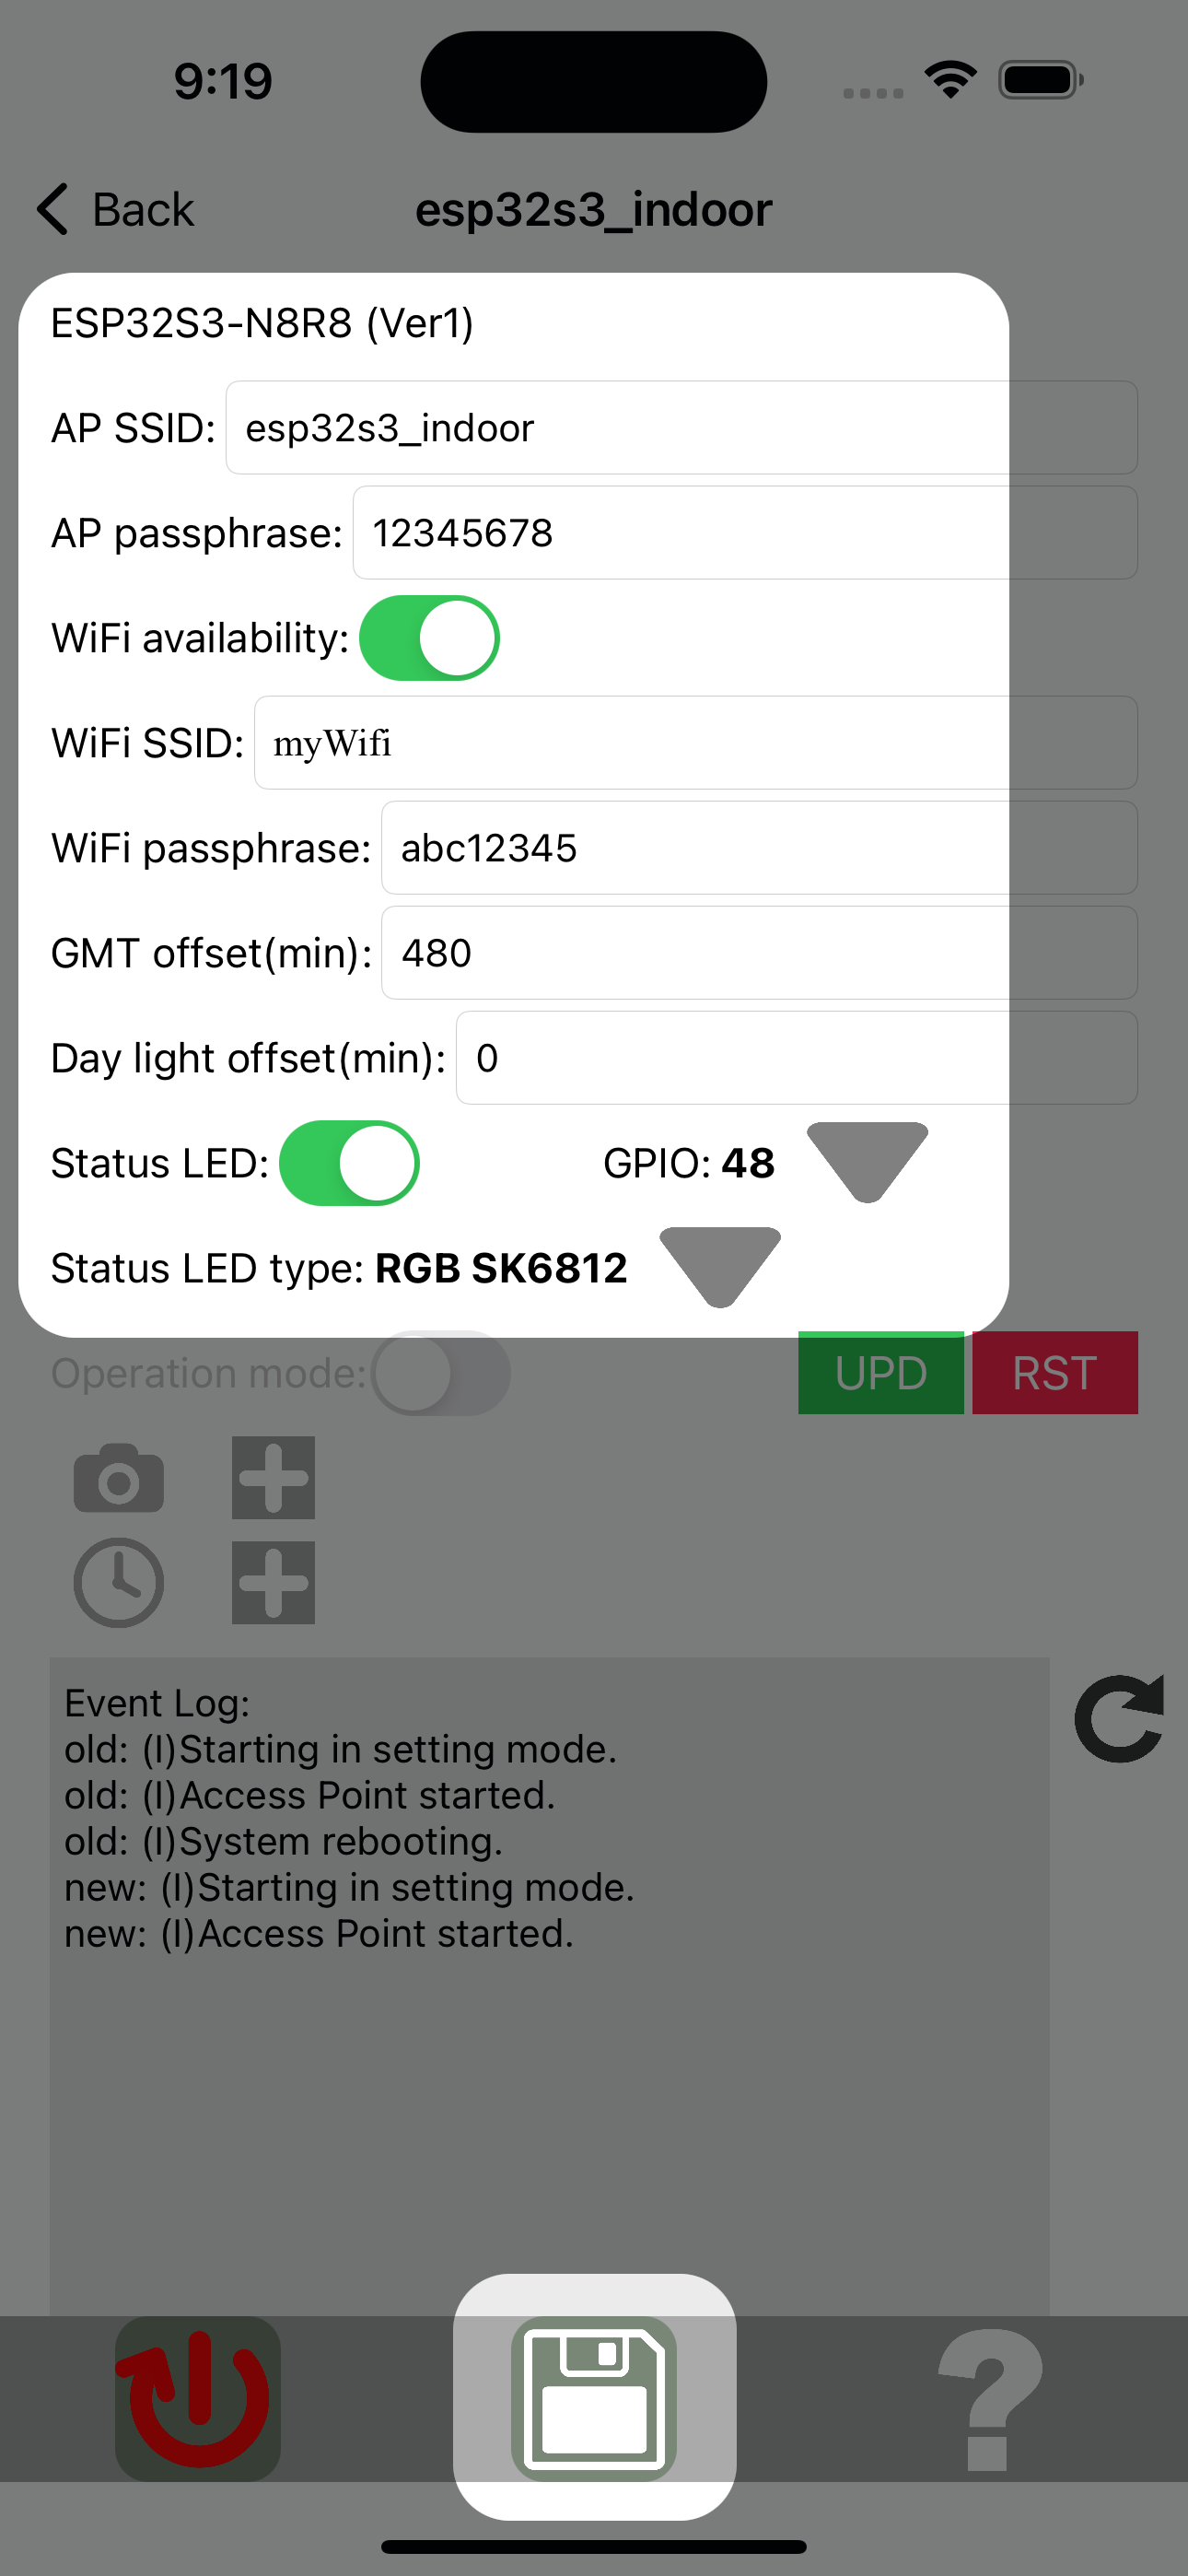 9:19
Back
esp32s3_indoor
ESP32S3-N8R8 (Ver1)
AP SSID: esp32s3_indoor
AP passphrase: 12345678
WiFi availability:
WiFi SSID: myWifi
WiFi passphrase: abc12345
GMT offset(min): 480
Day light offset(min): 0
Status LED: GPIO: 48
Status LED type: RGB SK6812
Operation mode: UPD RST
Event Log:
old: (I)Starting in setting mode.
old: (I)Access Point started.
old: (I)System rebooting.
new: (I)Starting in setting mode.
new: (I)Access Point started.
?